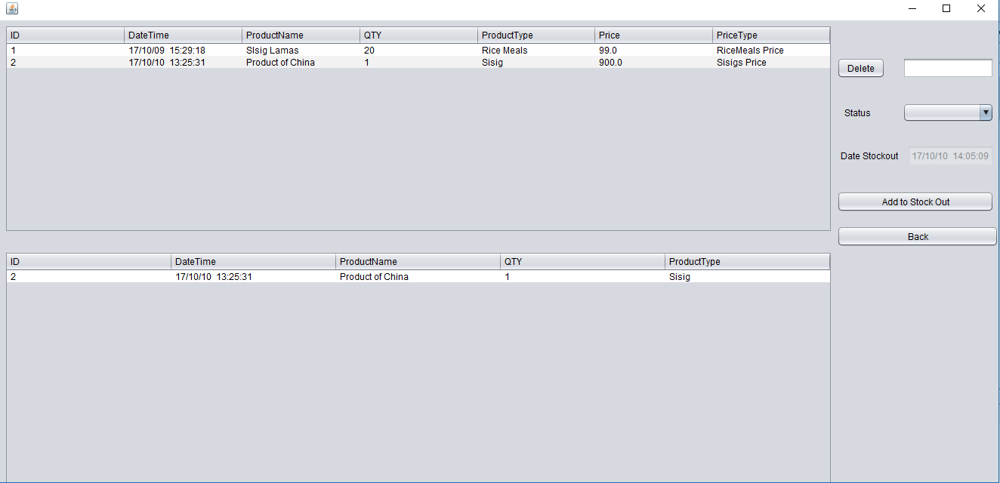 ID DateTime ProductName QTY ProductType Price PriceType
1 17/10/09 15:29:18 SIsig Lamas 20 Rice Meals 99.0 RiceMeals Price
2 17/10/10 13:25:31 Product of China 1 Sisig 900.0 Sisigs Price
Delete
Status
Date Stockout 17/10/10 14:05:09
Add to Stock Out
Back
ID DateTime ProductName QTY ProductType
2 17/10/10 13:25:31 Product of China 1 Sisig